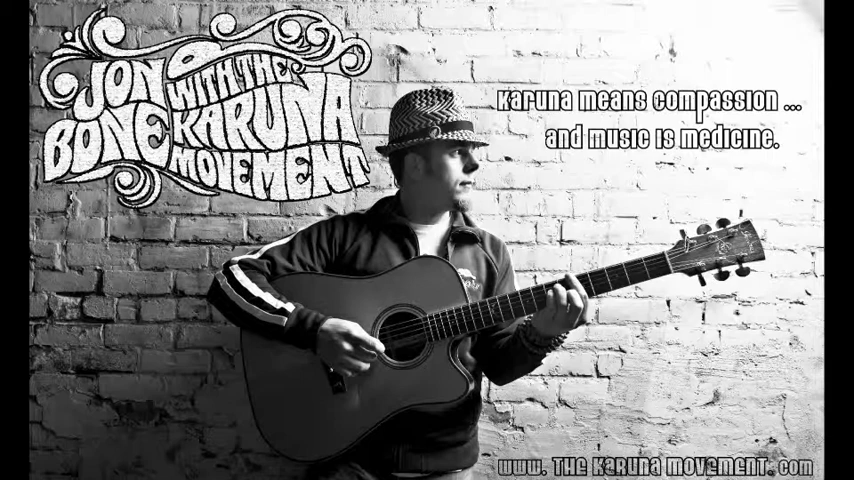 JON
BONE
WITH THE
KARUNA
MOVEMENT
Karuna means compassion ...
and music is medicine.
www. THE KARUNA MOVEMENT. com